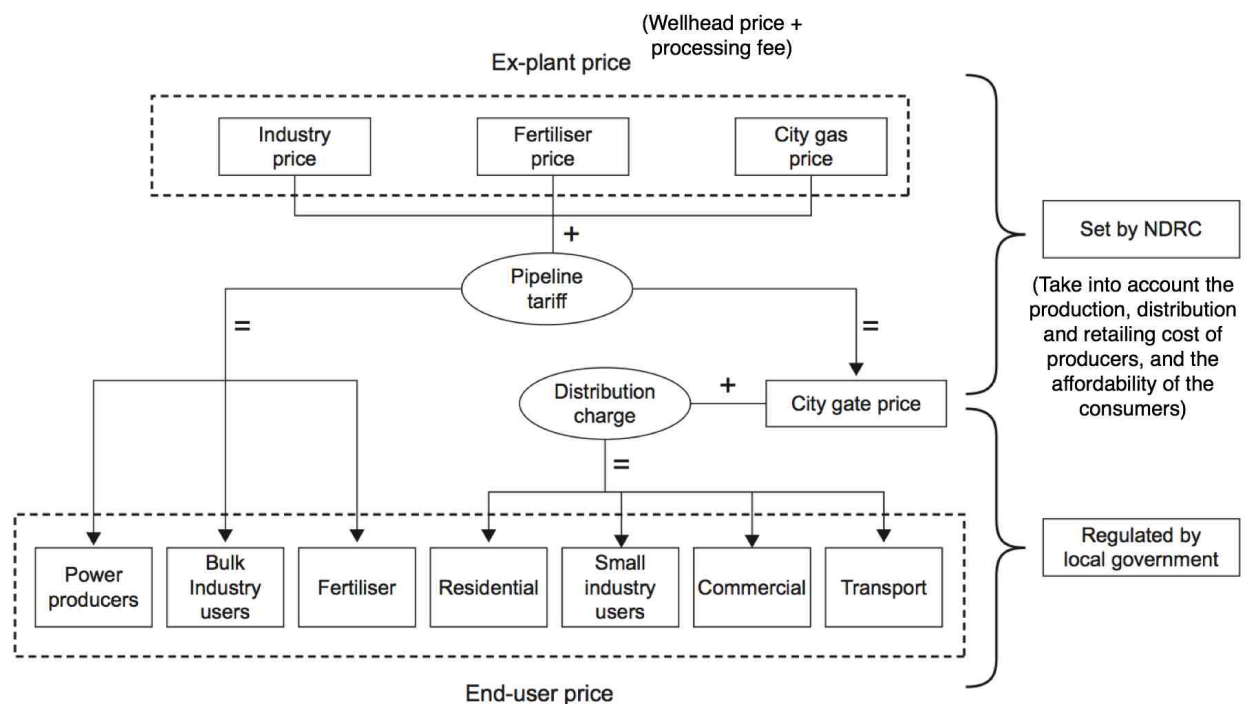 (Wellhead price +
processing fee)
Ex-plant price
Industry
price
Fertiliser
price
City gas
price
+
Pipeline
tariff
=
=
Set by NDRC
(Take into account the
production, distribution
and retailing cost of
producers, and the
affordability of the
consumers)
Distribution
charge
+
City gate price
=
Power
producers
Bulk
Industry
users
Fertiliser
Residential
Small
industry
users
Commercial
Transport
Regulated by
local government
End-user price